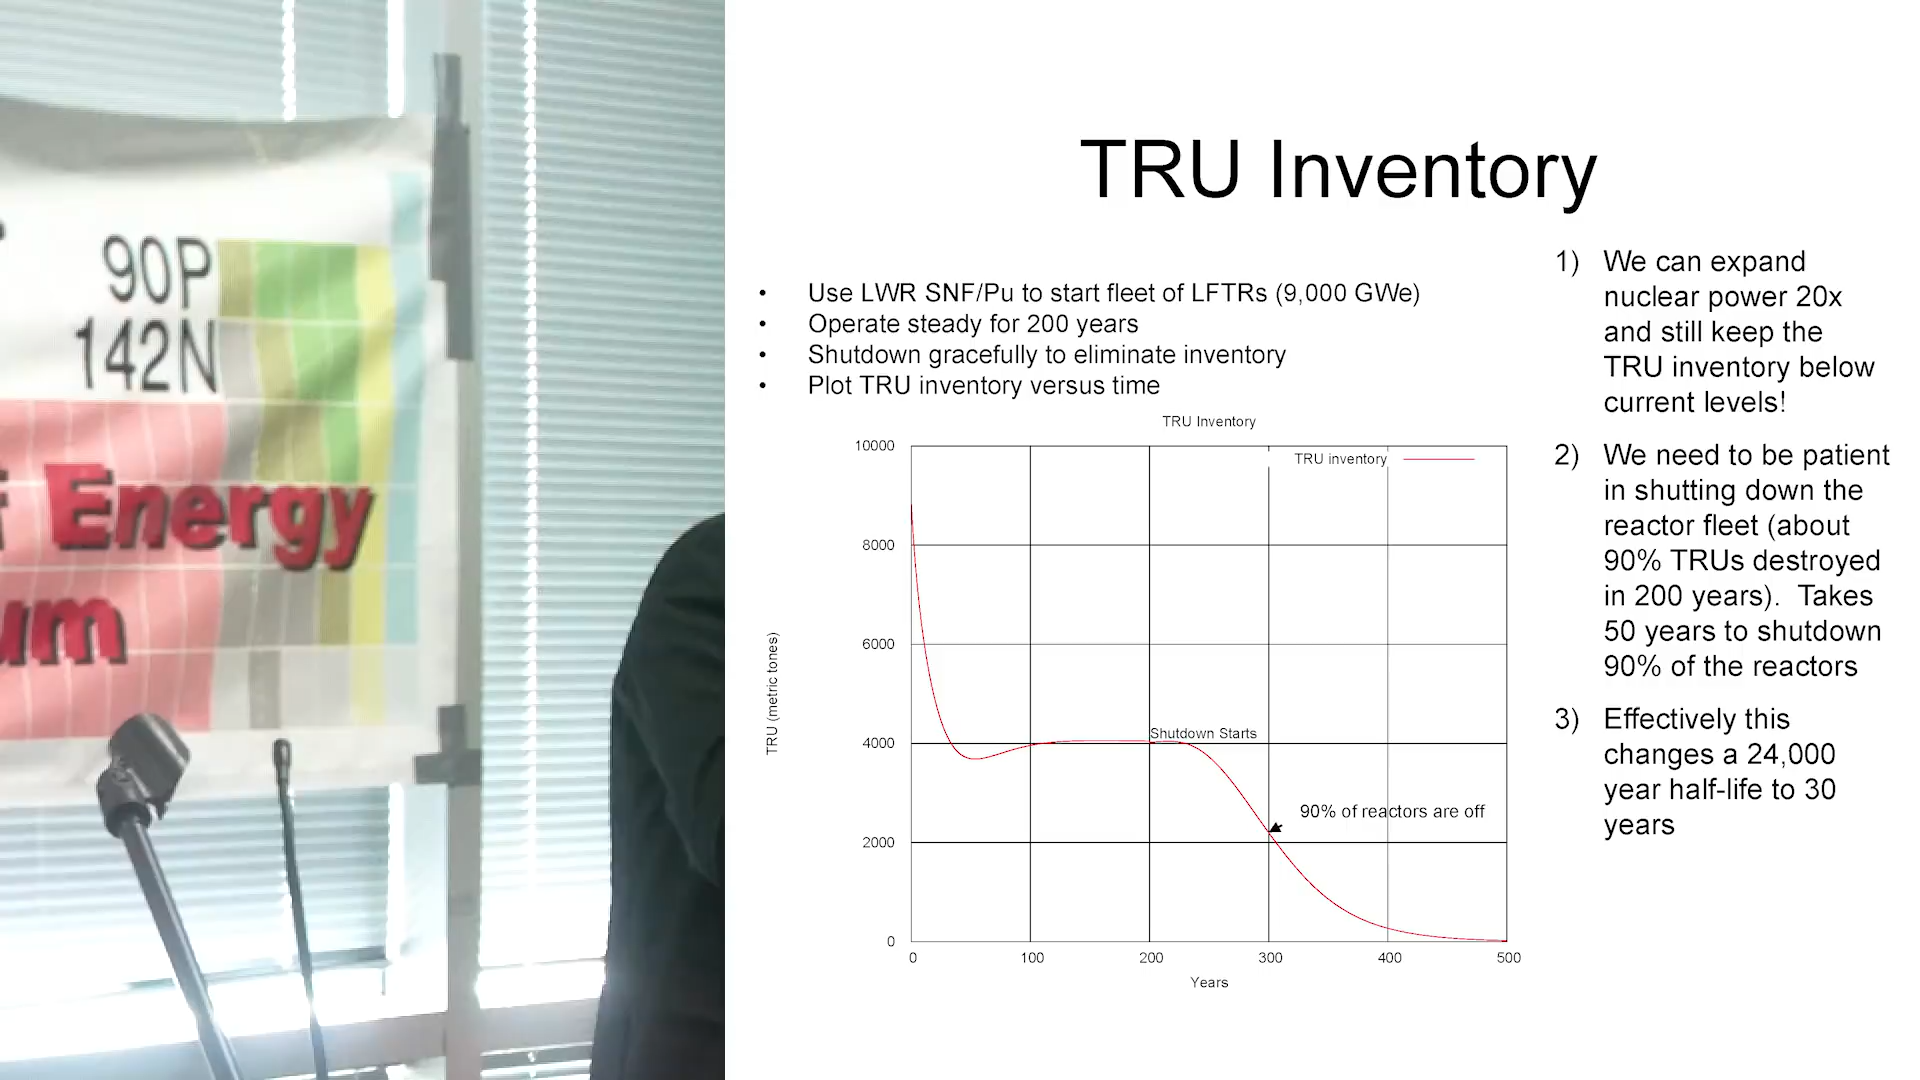 90P
142N
Energy
TRU Inventory
• Use LWR SNF/Pu to start fleet of LFTRs (9,000 GWe)
• Operate steady for 200 years
• Shutdown gracefully to eliminate inventory
• Plot TRU inventory versus time
TRU Inventory
TRU inventory
10000
8000
6000
4000
2000
0
TRU (metric tones)
Shutdown Starts
90% of reactors are off
0 100 200 300 400 500
Years
1) We can expand
nuclear power 20x
and still keep the
TRU inventory below
current levels!
2) We need to be patient
in shutting down the
reactor fleet (about
90% TRUs destroyed
in 200 years). Takes
50 years to shutdown
90% of the reactors
3) Effectively this
changes a 24,000
year half-life to 30
years